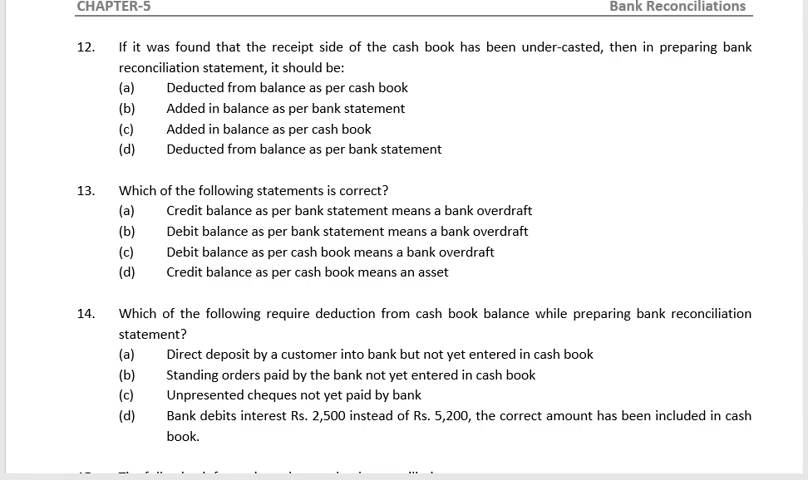 CHAPTER-5 Bank Reconciliations
12. If it was found that the receipt side of the cash book has been under-casted, then in preparing bank
reconciliation statement, it should be:
(a) Deducted from balance as per cash book
(b) Added in balance as per bank statement
(c) Added in balance as per cash book
(d) Deducted from balance as per bank statement
13. Which of the following statements is correct?
(a) Credit balance as per bank statement means a bank overdraft
(b) Debit balance as per bank statement means a bank overdraft
(c) Debit balance as per cash book means a bank overdraft
(d) Credit balance as per cash book means an asset
14. Which of the following require deduction from cash book balance while preparing bank reconciliation
statement?
(a) Direct deposit by a customer into bank but not yet entered in cash book
(b) Standing orders paid by the bank not yet entered in cash book
(c) Unpresented cheques not yet paid by bank
(d) Bank debits interest Rs. 2,500 instead of Rs. 5,200, the correct amount has been included in cash
book.